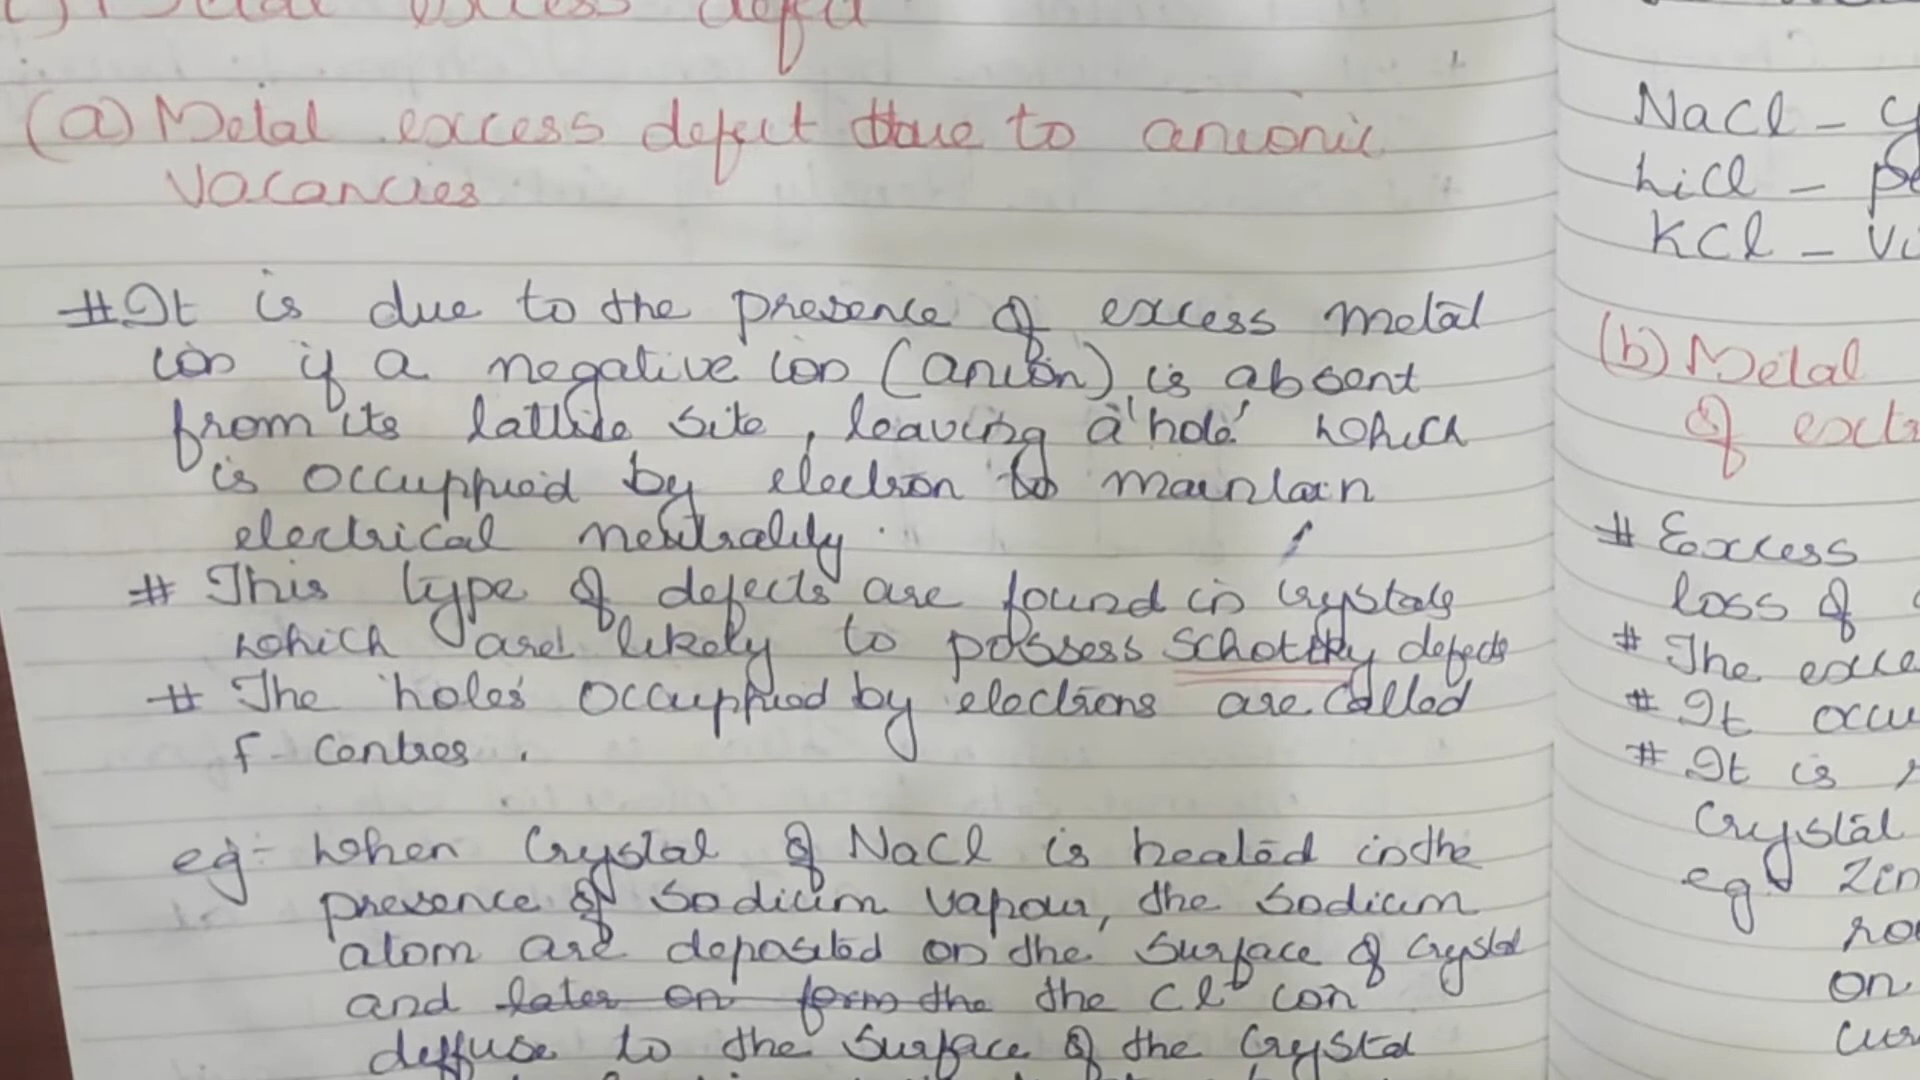 Metal excess defect
(a) Metal excess defect due to anionic
vacancies
# It is due to the presence of excess metal
ion if a negative ion (anion) is absent
from its lattice site, leaving a 'hole' which
is occuppied by electron to maintain
electrical neutrality.
# This type of defects are found in crystals
which are likely to possess schottky defects
# The 'holes' occuppied by electrons are called
F-centres.
eg:- When crystal of NaCl is heated in the
presence of sodium vapour, the sodium
atom are deposited on the surface of crystal
and later on form the the Cl⁻ ion
diffuse to the surface of the crystal
NaCl -
LiCl -
KCl -
(b) Metal
of
# Excess
loss of
# The
# It
# It is
Crystal
eg
on